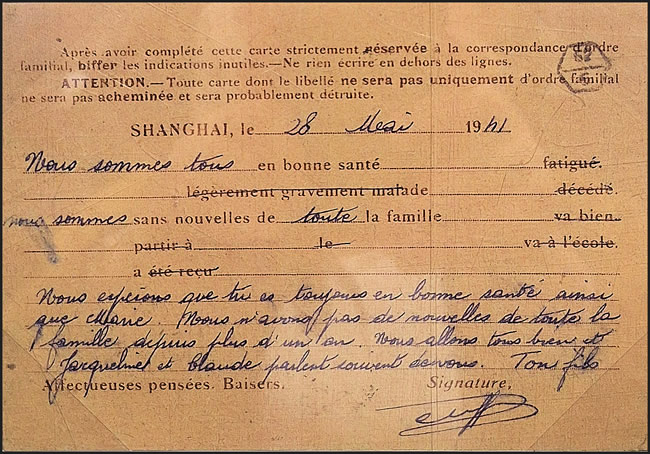 Après avoir complété cette carte strictement réservée à la correspondance d'ordre
familial, biffer les indications inutiles.—Ne rien écrire en dehors des lignes.
ATTENTION.—Toute carte dont le libellé ne sera pas uniquement d'ordre familial
ne sera pas acheminée et sera probablement détruite.
SHANGHAI, le 28 Mai 1941
Nous sommes tous en bonne santé fatigué.
légèrement gravement malade décédé.
nous sommes sans nouvelles de toute la famille va bien.
partir à le va à l'école.
a été reçu
Nous espérons que tu es toujours en bonne santé ainsi
que Marie. Nous n'avons pas de nouvelles de toute la
famille depuis plus d'un an. Nous allons tous bien et
Jacqueline et Claude parlent souvent de vous. Ton fils
Affectueuses pensées. Baisers. Signature,